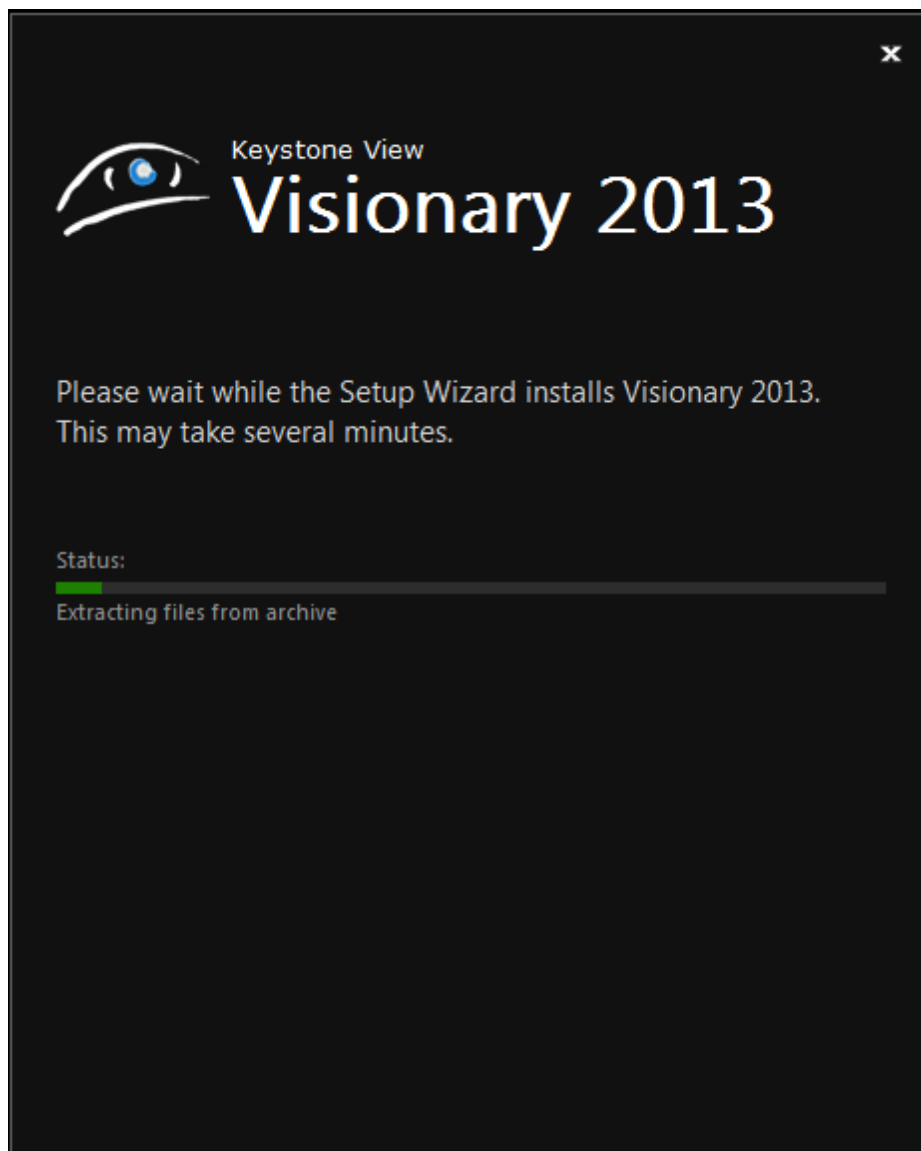 Keystone View
Visionary 2013
Please wait while the Setup Wizard installs Visionary 2013.
This may take several minutes.
Status:
Extracting files from archive